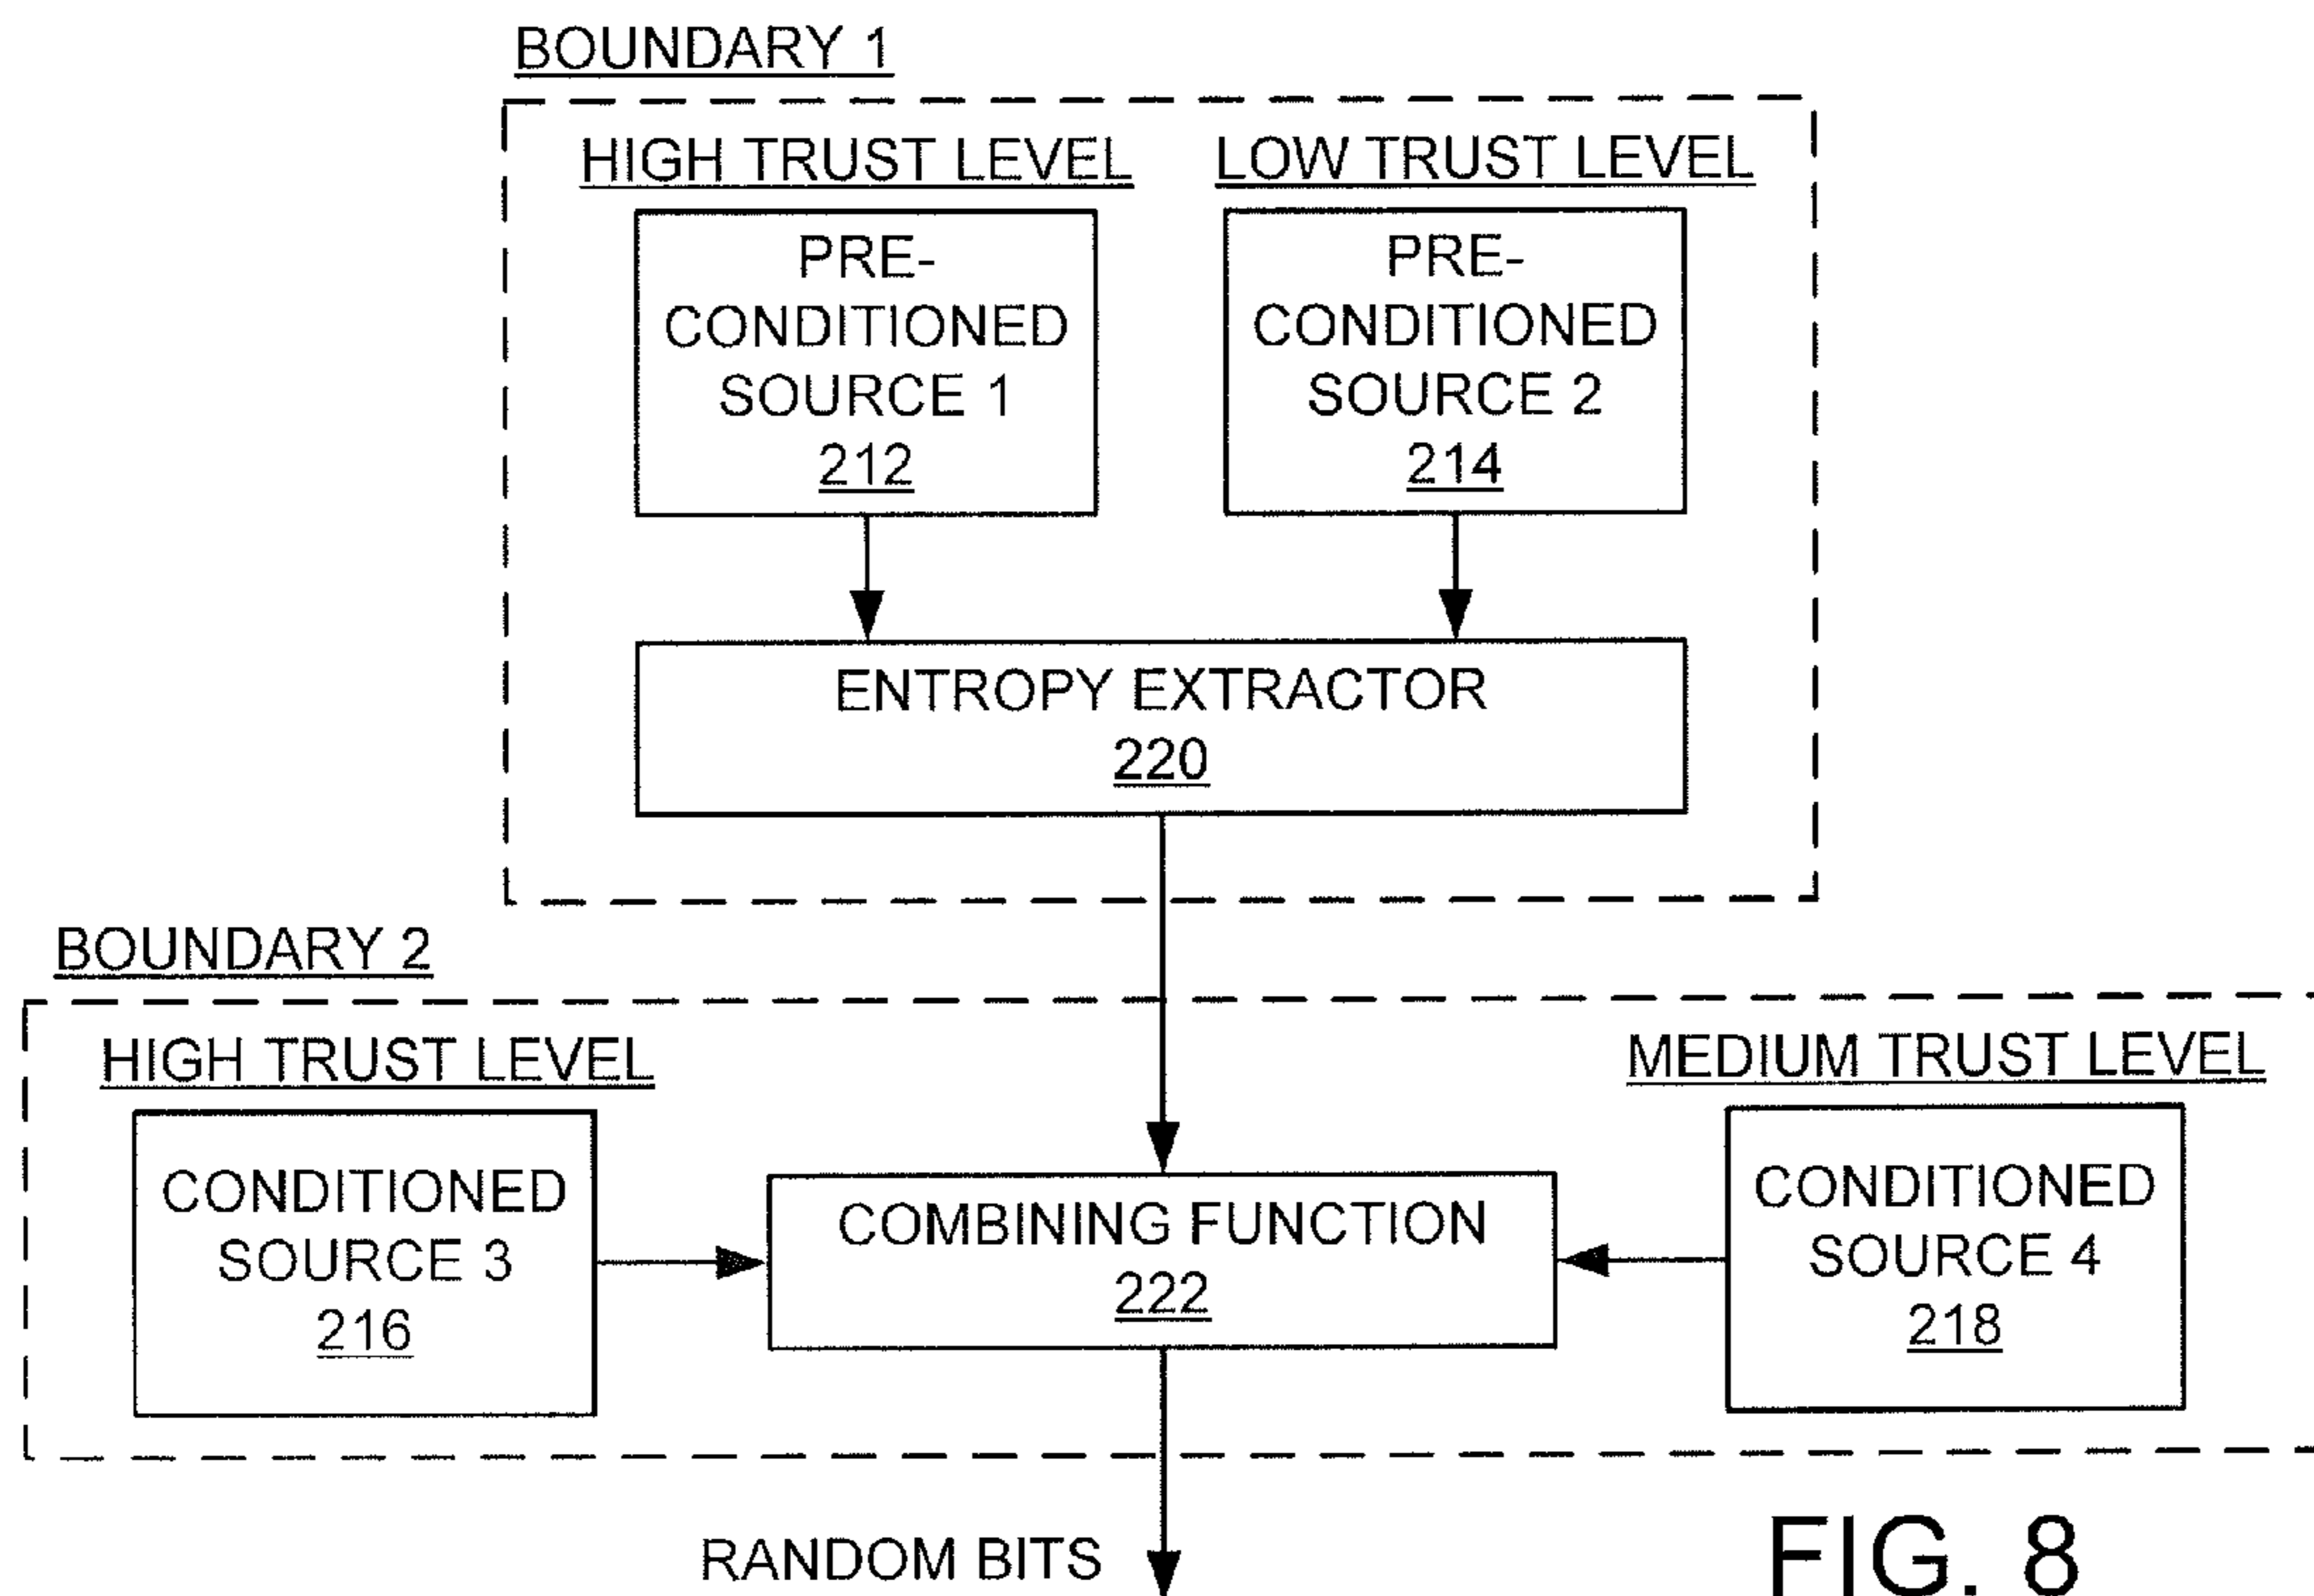 BOUNDARY 1
HIGH TRUST LEVEL
LOW TRUST LEVEL
PRE-
CONDITIONED
SOURCE 1
212
PRE-
CONDITIONED
SOURCE 2
214
ENTROPY EXTRACTOR
220
BOUNDARY 2
HIGH TRUST LEVEL
MEDIUM TRUST LEVEL
CONDITIONED
SOURCE 3
216
COMBINING FUNCTION
222
CONDITIONED
SOURCE 4
218
RANDOM BITS
FIG. 8